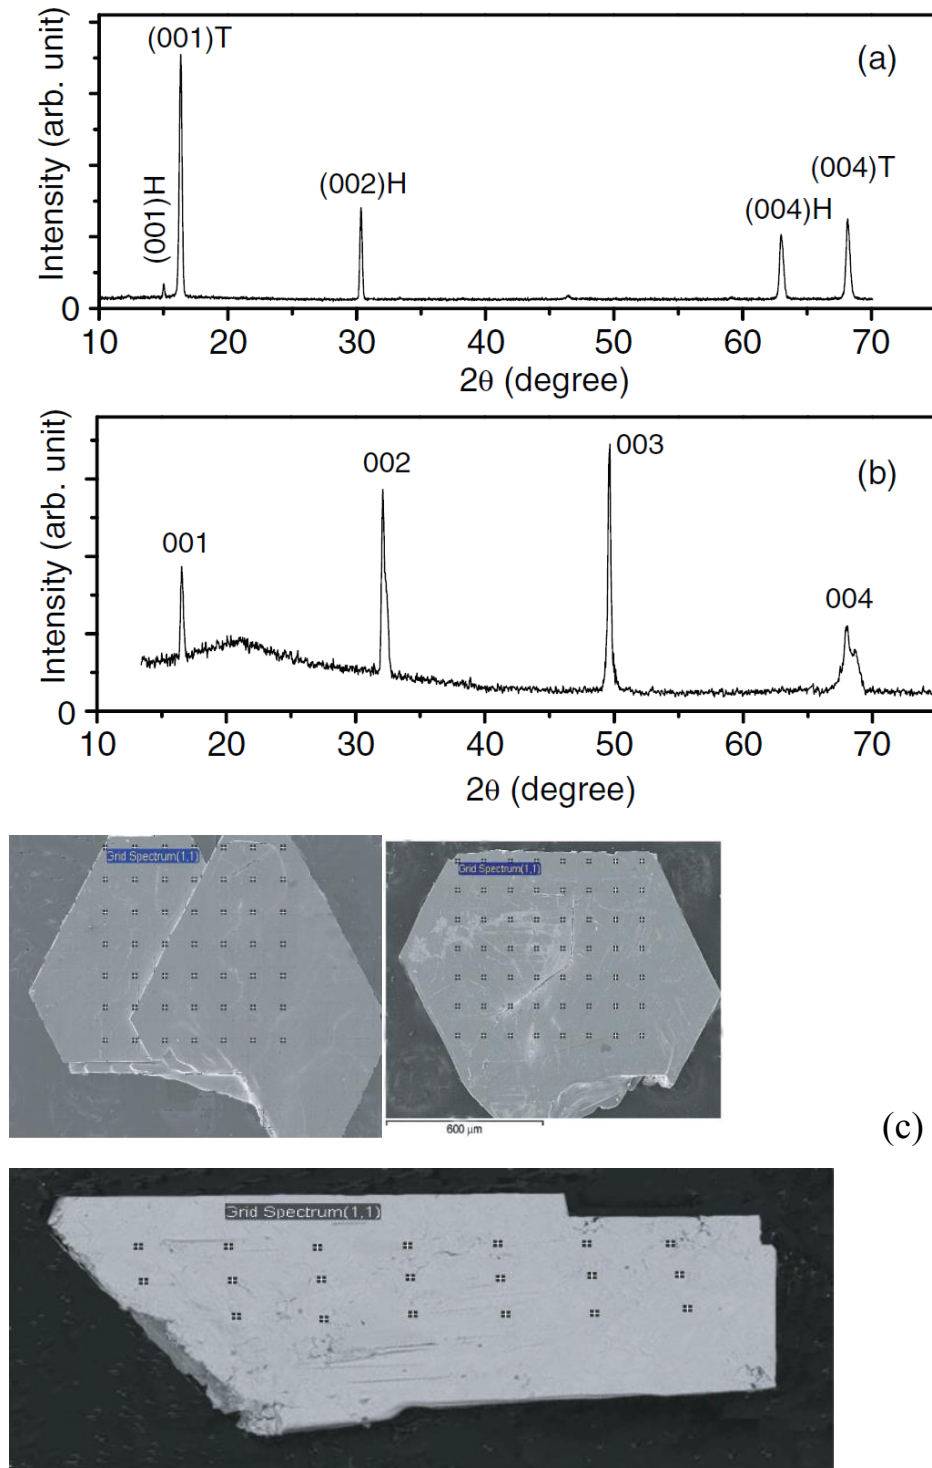 (a)
Intensity (arb. unit)
(001)T
(001)H
(002)H
(004)H
(004)T
0
10 20 30 40 50 60 70
2θ (degree)
(b)
Intensity (arb. unit)
001
002
003
004
0
10 20 30 40 50 60 70
2θ (degree)
Grid Spectrum(1,1)
Grid Spectrum(1,1)
600 μm
(c)
Grid Spectrum(1,1)